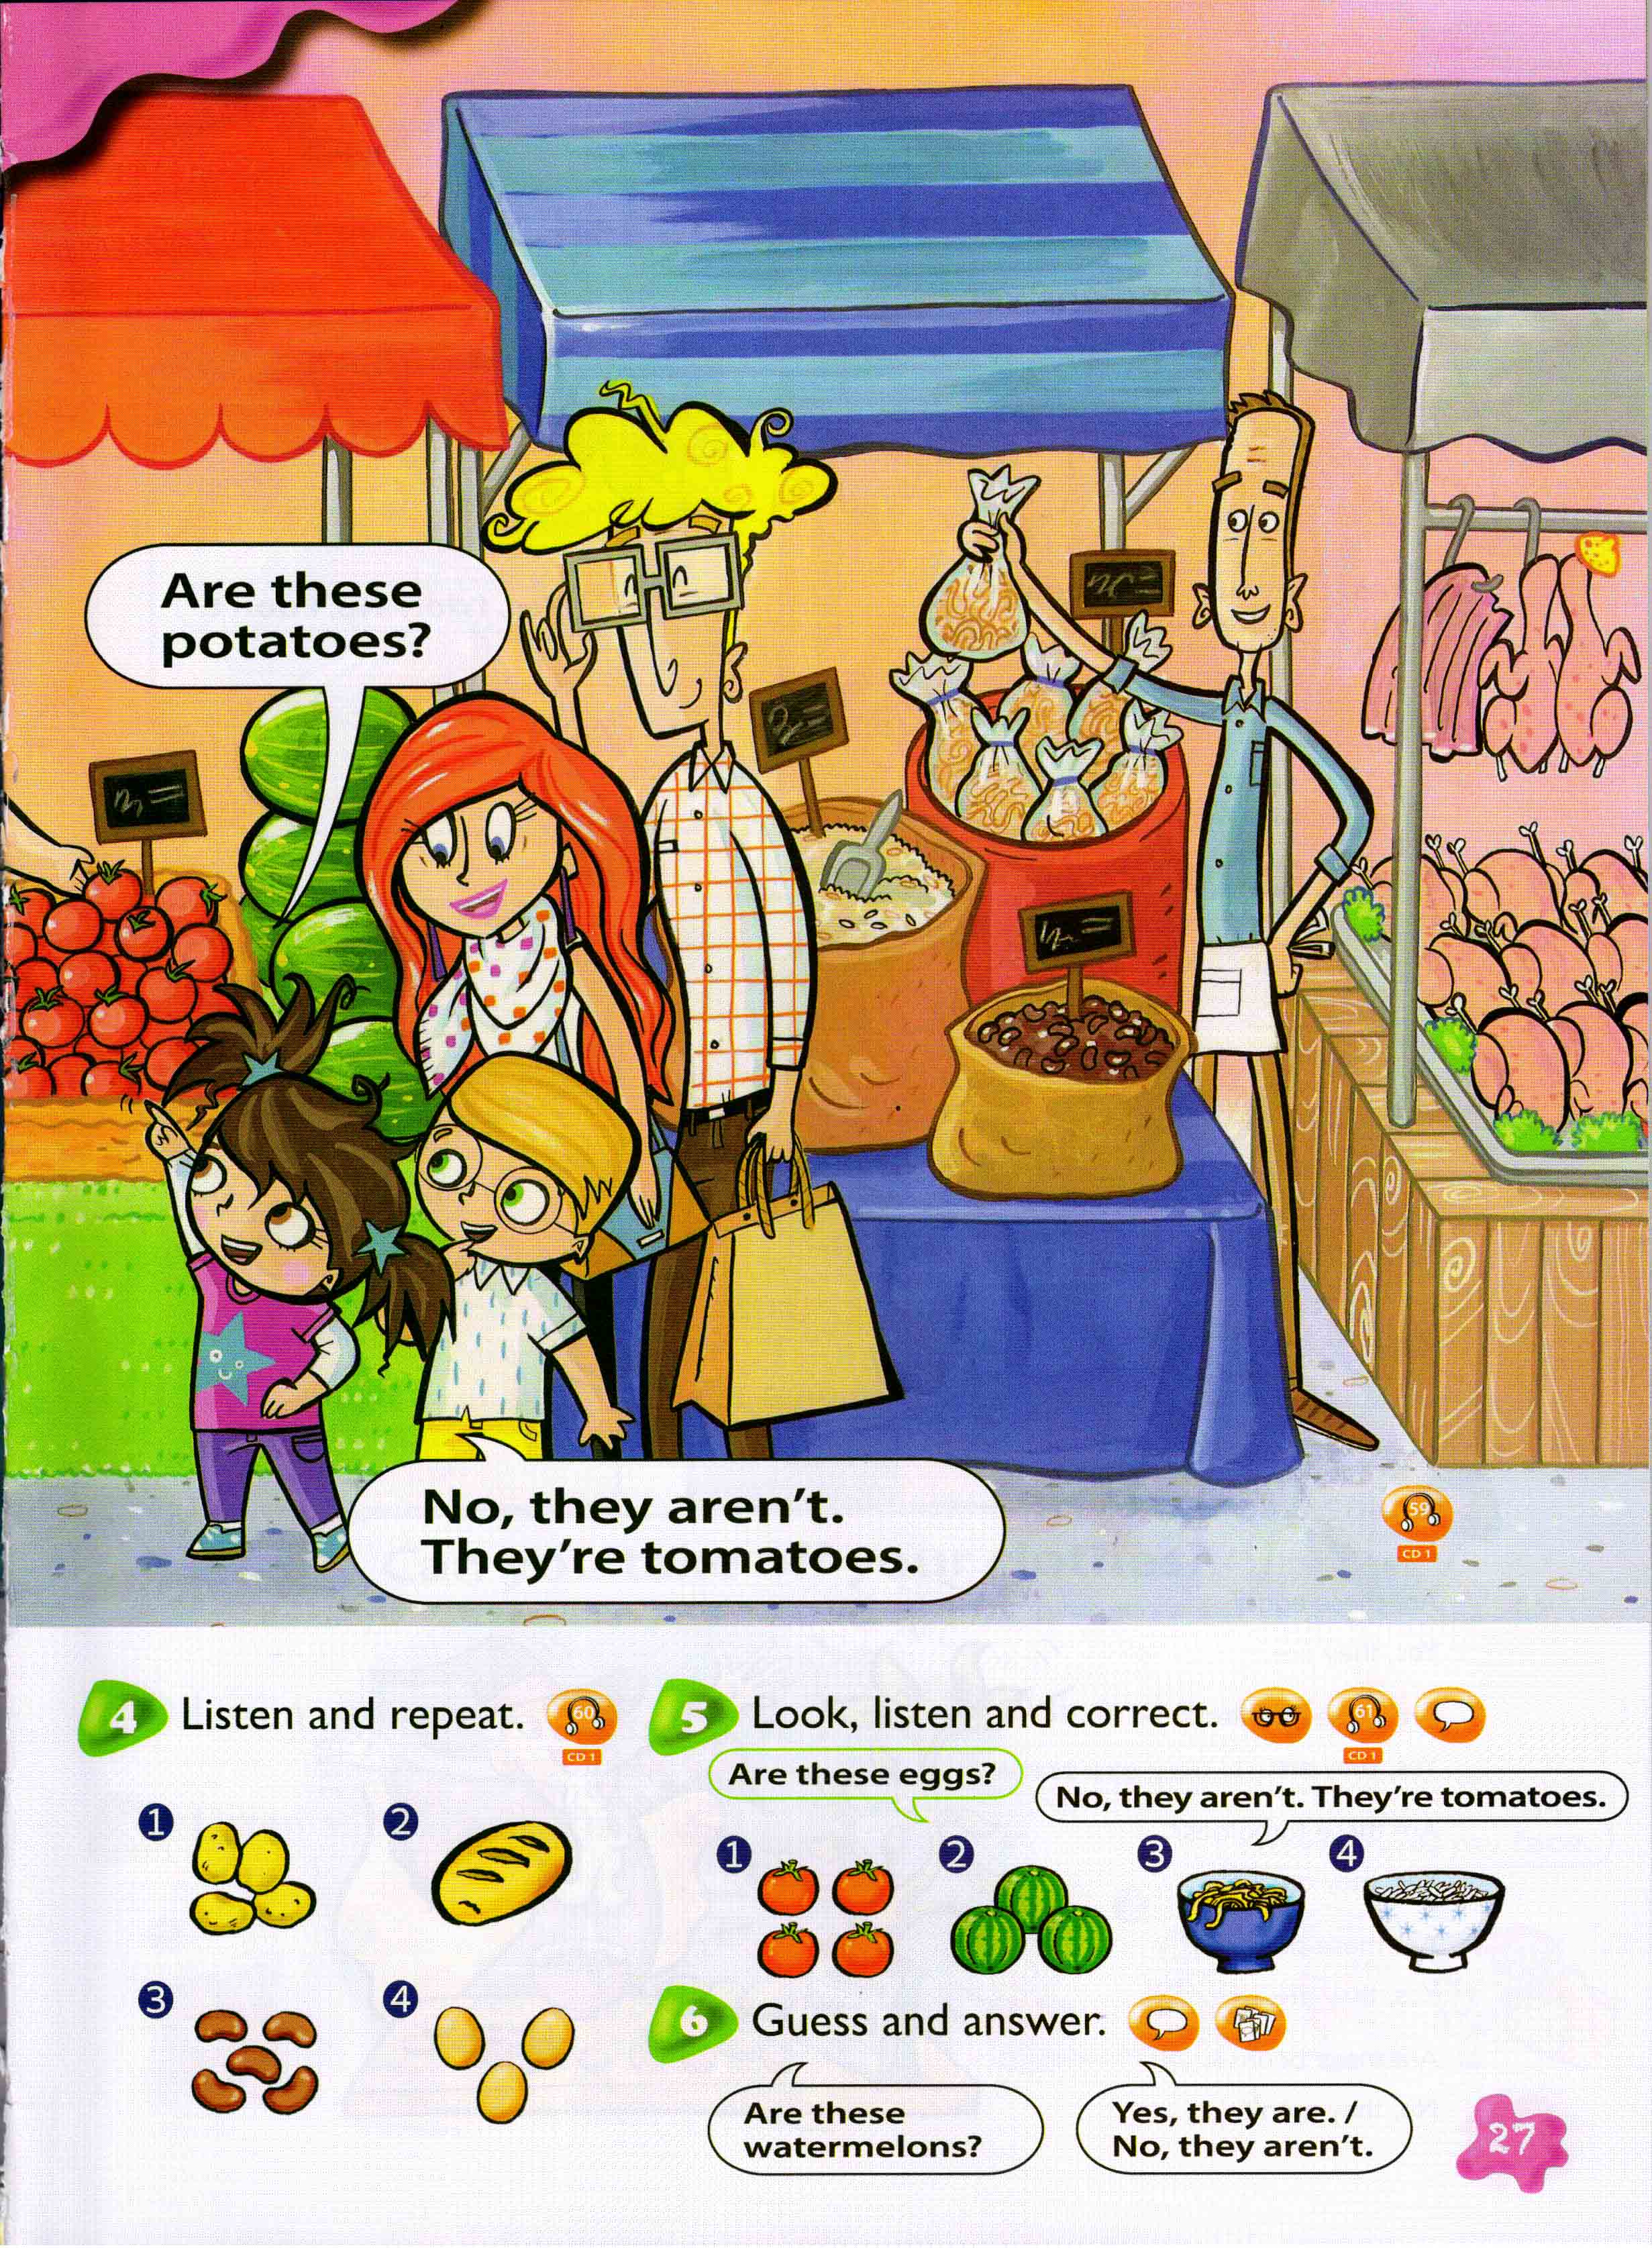 Are these
potatoes?
No, they aren't.
They're tomatoes.
59
CD 1
4 Listen and repeat. 60
CD 1
1
2
3
4
5 Look, listen and correct. 61
CD 1
Are these eggs?
No, they aren't. They're tomatoes.
1
2
3
4
6 Guess and answer.
Are these
watermelons?
Yes, they are. /
No, they aren't.
27